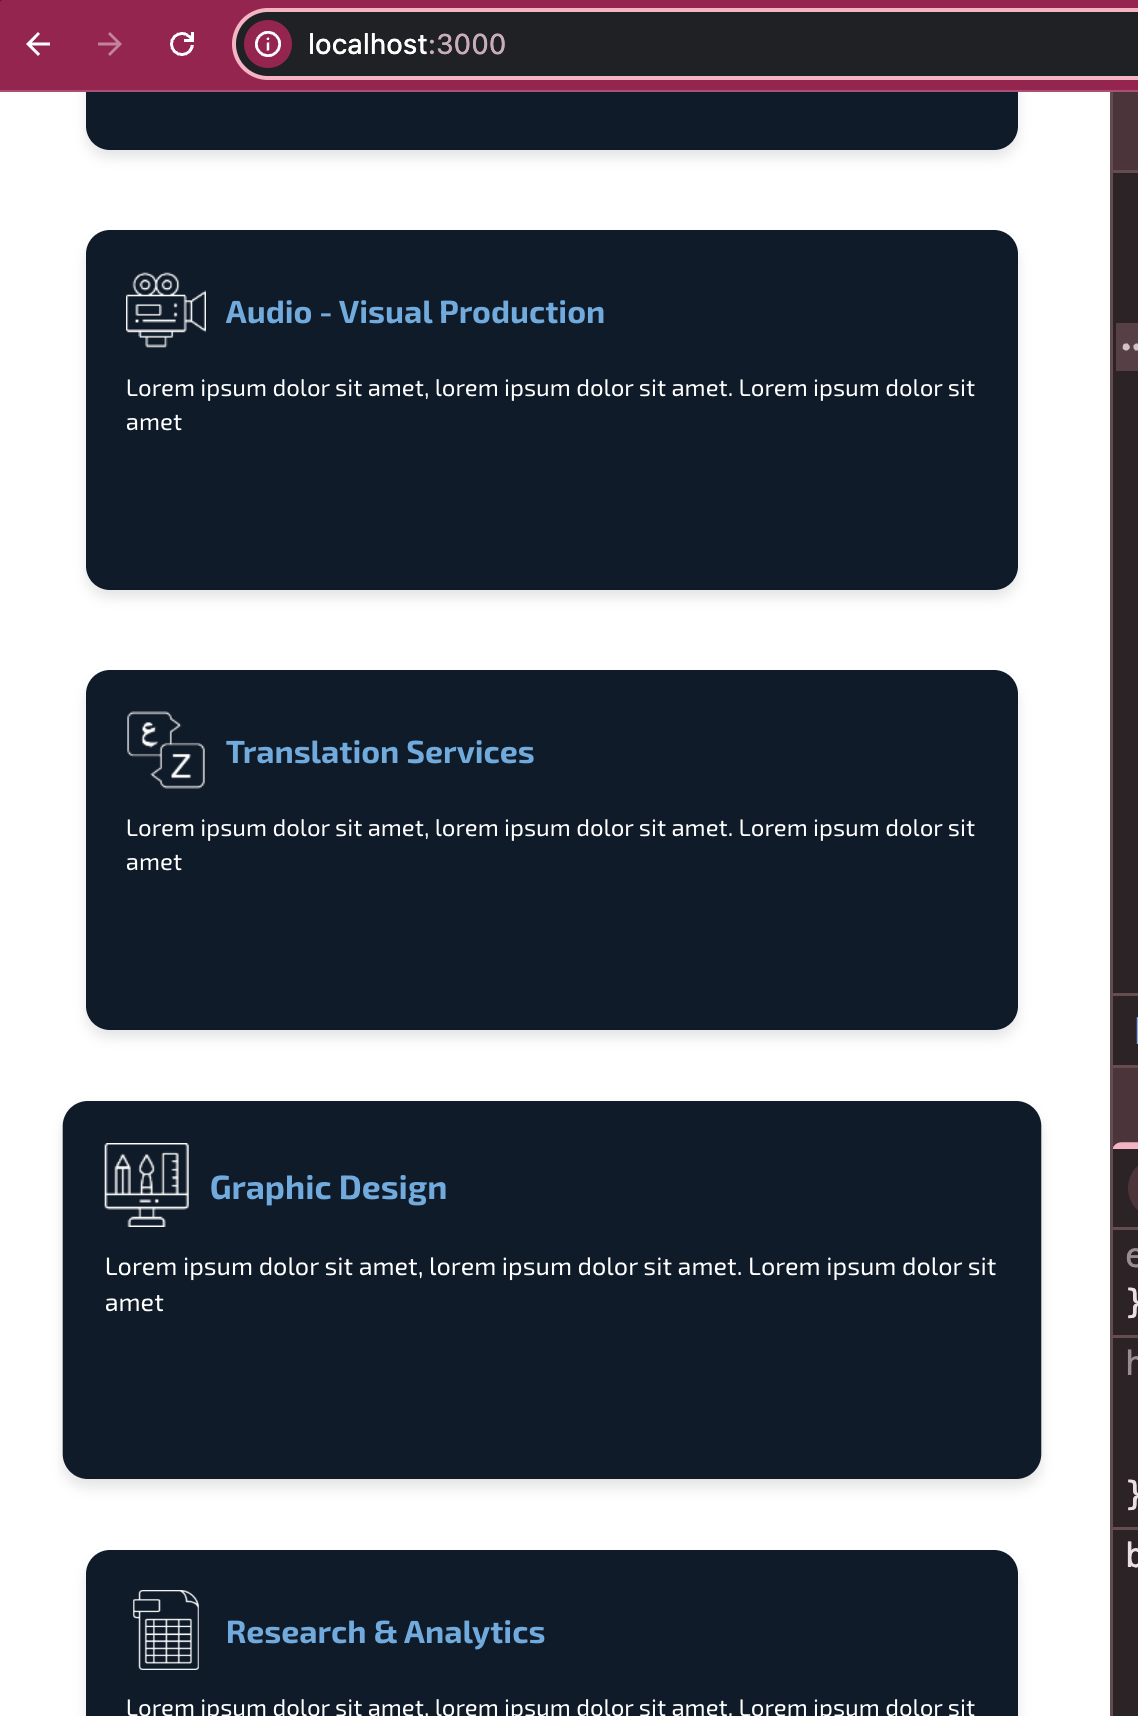 localhost:3000
Audio - Visual Production
Lorem ipsum dolor sit amet, lorem ipsum dolor sit amet. Lorem ipsum dolor sit
amet
ع
Z
Translation Services
Lorem ipsum dolor sit amet, lorem ipsum dolor sit amet. Lorem ipsum dolor sit
amet
Graphic Design
Lorem ipsum dolor sit amet, lorem ipsum dolor sit amet. Lorem ipsum dolor sit
amet
Research & Analytics
Lorem ipsum dolor sit amet, lorem ipsum dolor sit amet. Lorem ipsum dolor sit